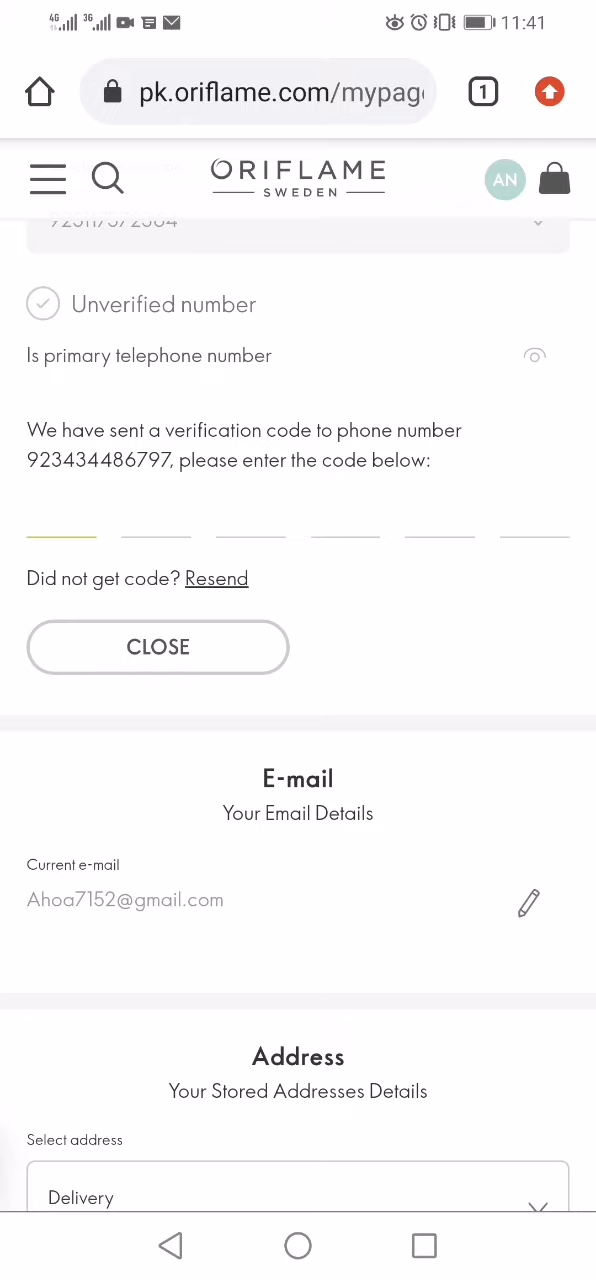 4G 3G 11:41
pk.oriflame.com/mypag
1
ORIFLAME
SWEDEN
AN
Unverified number
Is primary telephone number
We have sent a verification code to phone number
923434486797, please enter the code below:
Did not get code? Resend
CLOSE
E-mail
Your Email Details
Current e-mail
Ahoa7152@gmail.com
Address
Your Stored Addresses Details
Select address
Delivery